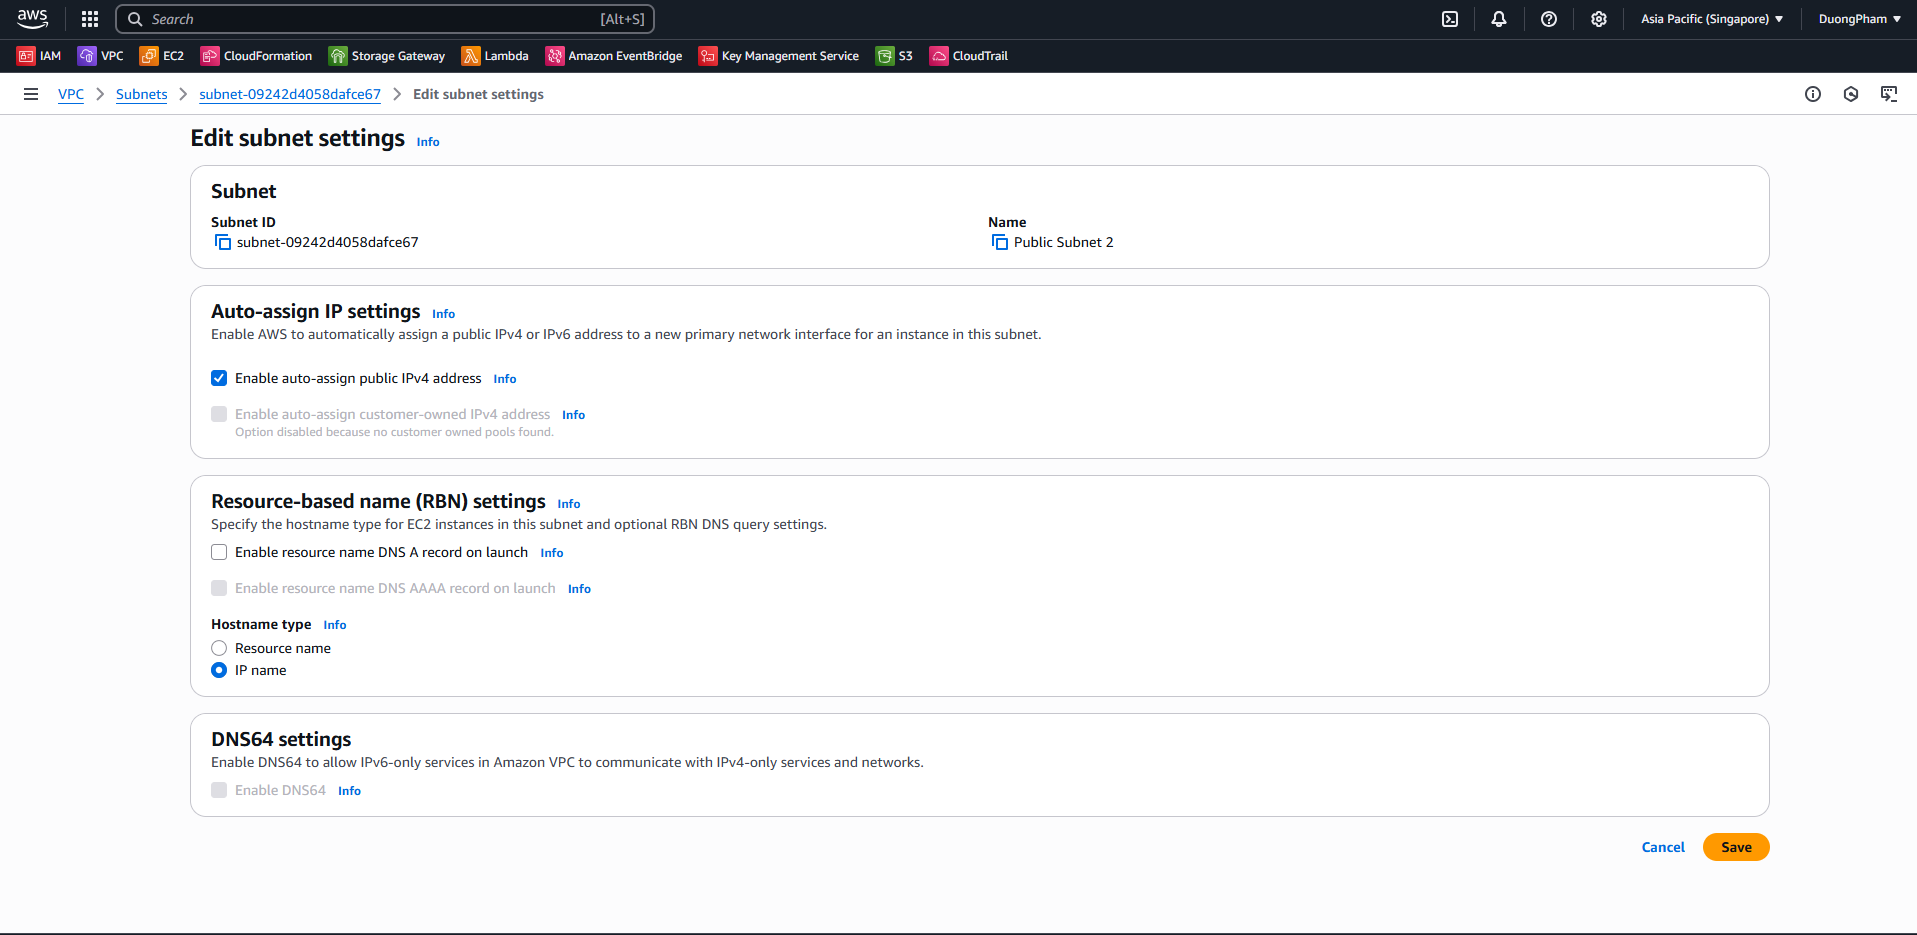 aws
Search [Alt+S]
Asia Pacific (Singapore) DuongPham
IAM VPC EC2 CloudFormation Storage Gateway Lambda Amazon EventBridge Key Management Service S3 CloudTrail
VPC Subnets subnet-09242d4058dafce67 Edit subnet settings
Edit subnet settings Info
Subnet
Subnet ID
subnet-09242d4058dafce67
Name
Public Subnet 2
Auto-assign IP settings Info
Enable AWS to automatically assign a public IPv4 or IPv6 address to a new primary network interface for an instance in this subnet.
Enable auto-assign public IPv4 address Info
Enable auto-assign customer-owned IPv4 address Info
Option disabled because no customer owned pools found.
Resource-based name (RBN) settings Info
Specify the hostname type for EC2 instances in this subnet and optional RBN DNS query settings.
Enable resource name DNS A record on launch Info
Enable resource name DNS AAAA record on launch Info
Hostname type Info
Resource name
IP name
DNS64 settings
Enable DNS64 to allow IPv6-only services in Amazon VPC to communicate with IPv4-only services and networks.
Enable DNS64 Info
Cancel Save